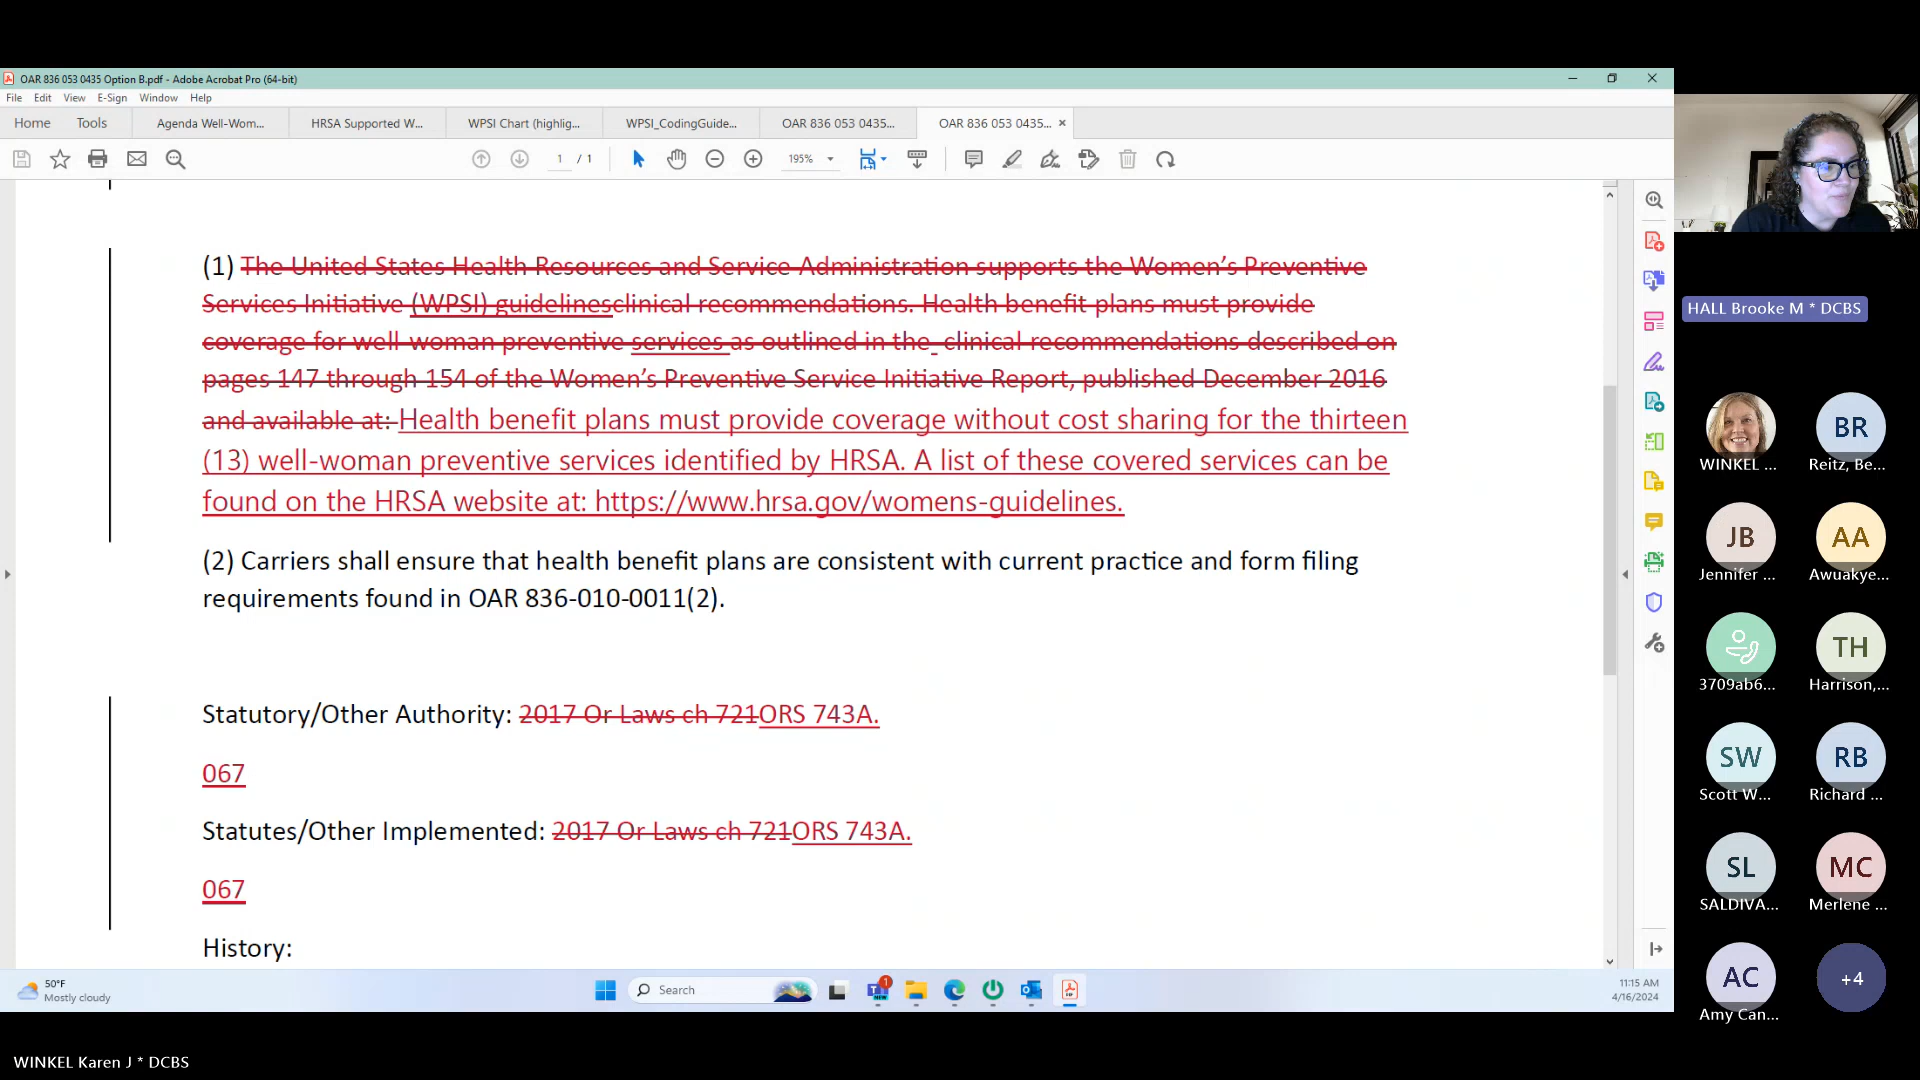 OAR 836 053 0435 Option B.pdf - Adobe Acrobat Pro (64-bit)
File Edit View E-Sign Window Help
Home Tools Agenda Well-Wom... HRSA Supported W... WPSI Chart (highlig... WPSI_CodingGuide... OAR 836 053 0435... OAR 836 053 0435... ×
1 / 1 195%
(1) The United States Health Resources and Service Administration supports the Women’s Preventive
Services Initiative (WPSI) guidelinesclinical recommendations. Health benefit plans must provide
coverage for well-woman preventive services as outlined in the clinical recommendations described on
pages 147 through 154 of the Women’s Preventive Service Initiative Report, published December 2016
and available at: Health benefit plans must provide coverage without cost sharing for the thirteen
(13) well-woman preventive services identified by HRSA. A list of these covered services can be
found on the HRSA website at: https://www.hrsa.gov/womens-guidelines.
(2) Carriers shall ensure that health benefit plans are consistent with current practice and form filing
requirements found in OAR 836-010-0011(2).
Statutory/Other Authority: 2017 Or Laws ch 721ORS 743A.
067
Statutes/Other Implemented: 2017 Or Laws ch 721ORS 743A.
067
History:
50°F
Mostly cloudy
Search
1
NEW
11:15 AM
4/16/2024
HALL Brooke M * DCBS
WINKEL ...
BR
Reitz, Be...
JB
Jennifer ...
AA
Awuakye...
3709ab6...
TH
Harrison,...
SW
Scott W...
RB
Richard ...
SL
SALDIVA...
MC
Merlene ...
AC
Amy Can...
+4
WINKEL Karen J * DCBS